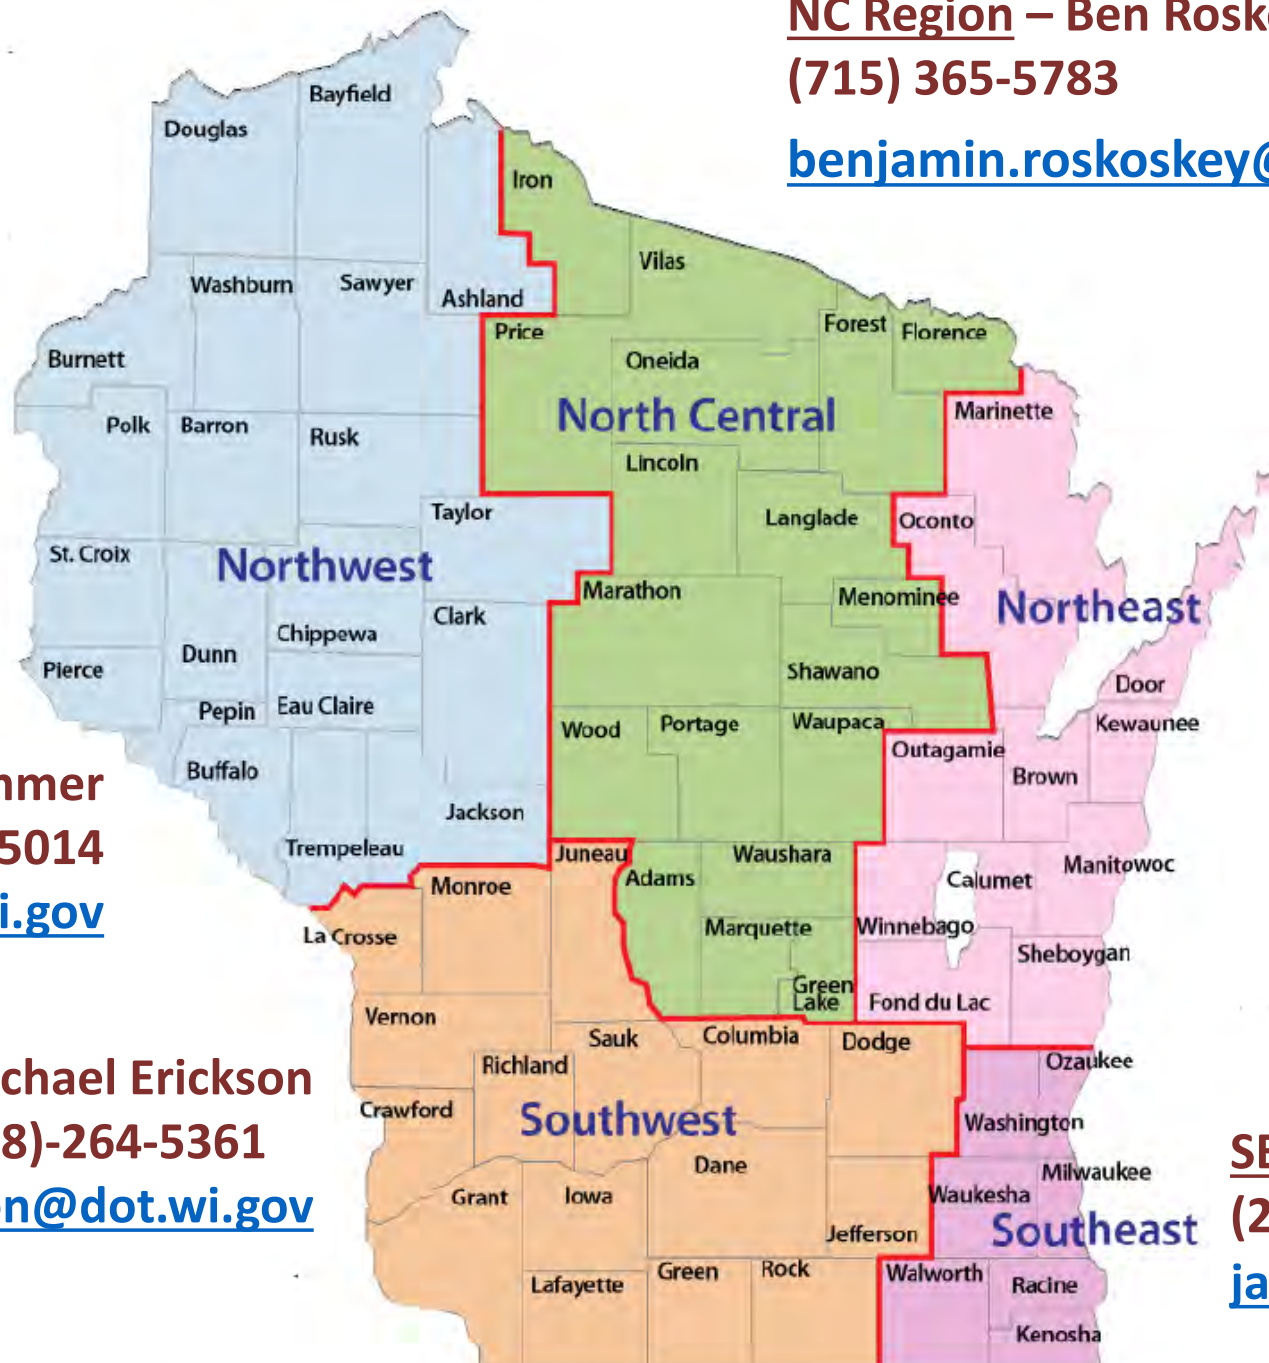 NC Region – Ben Rosko
(715) 365-5783
benjamin.roskoskey@
Bayfield
Douglas
Iron
Vilas
Washburn
Sawyer
Ashland
Price
Forest
Florence
Burnett
Oneida
North Central
Marinette
Polk
Barron
Rusk
Lincoln
Taylor
Langlade
Oconto
St. Croix
Northwest
Marathon
Menominee
Northeast
Clark
Chippewa
Dunn
Pierce
Shawano
Door
Pepin
Eau Claire
Wood
Portage
Waupaca
Kewaunee
Outagamie
Buffalo
Brown
nmer
5014
i.gov
Jackson
Trempeleau
Juneau
Waushara
Manitowoc
Adams
Calumet
Monroe
Marquette
Winnebago
La Crosse
Sheboygan
Green
Lake
Fond du Lac
Vernon
Sauk
Columbia
Dodge
Richland
Ozaukee
chael Erickson
8)-264-5361
n@dot.wi.gov
Crawford
Southwest
Washington
Dane
Milwaukee
Grant
Iowa
Waukesha
Southeast
Jefferson
SE
(2
ja
Lafayette
Green
Rock
Walworth
Racine
Kenosha